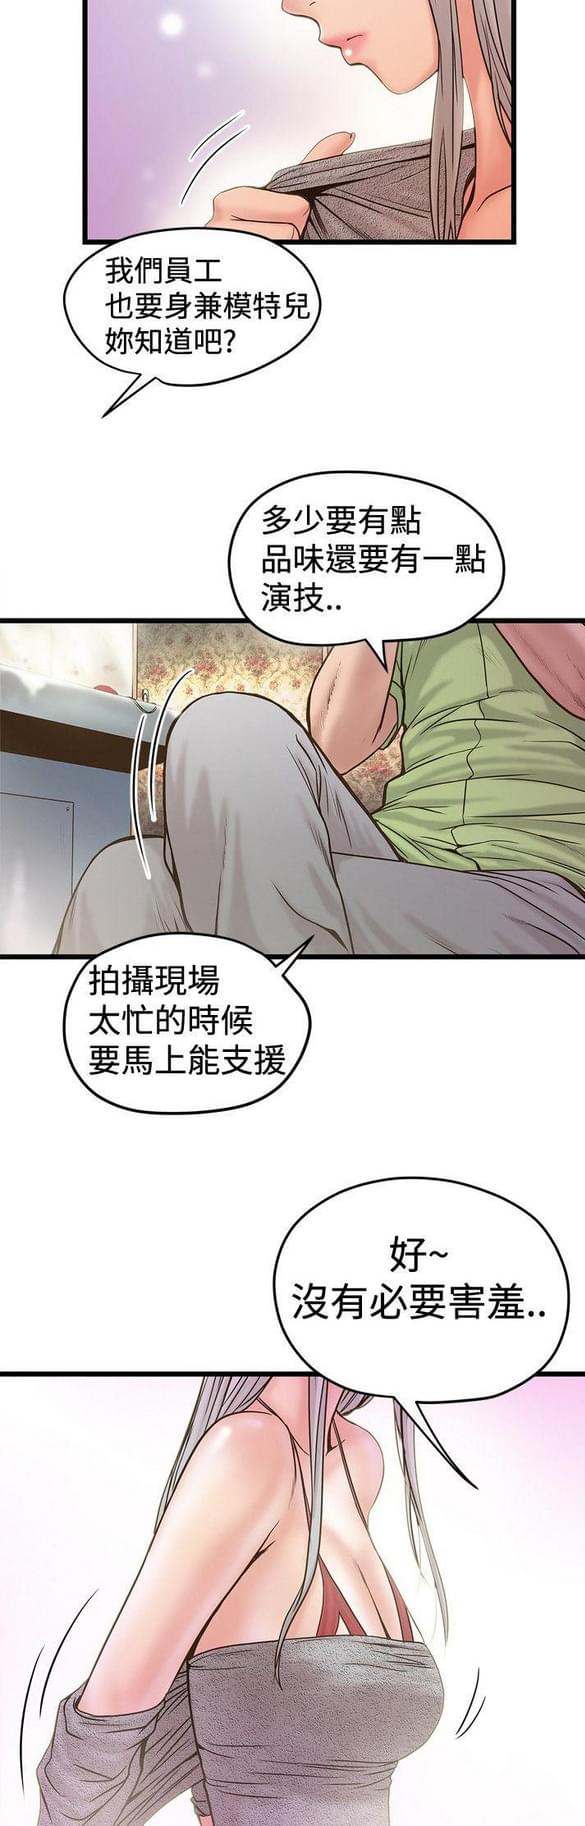 我們員工
也要身兼模特兒
妳知道吧?
多少要有點
品味還要有一點
演技..
拍攝現場
太忙的時候
要馬上能支援
好~
沒有必要害羞..